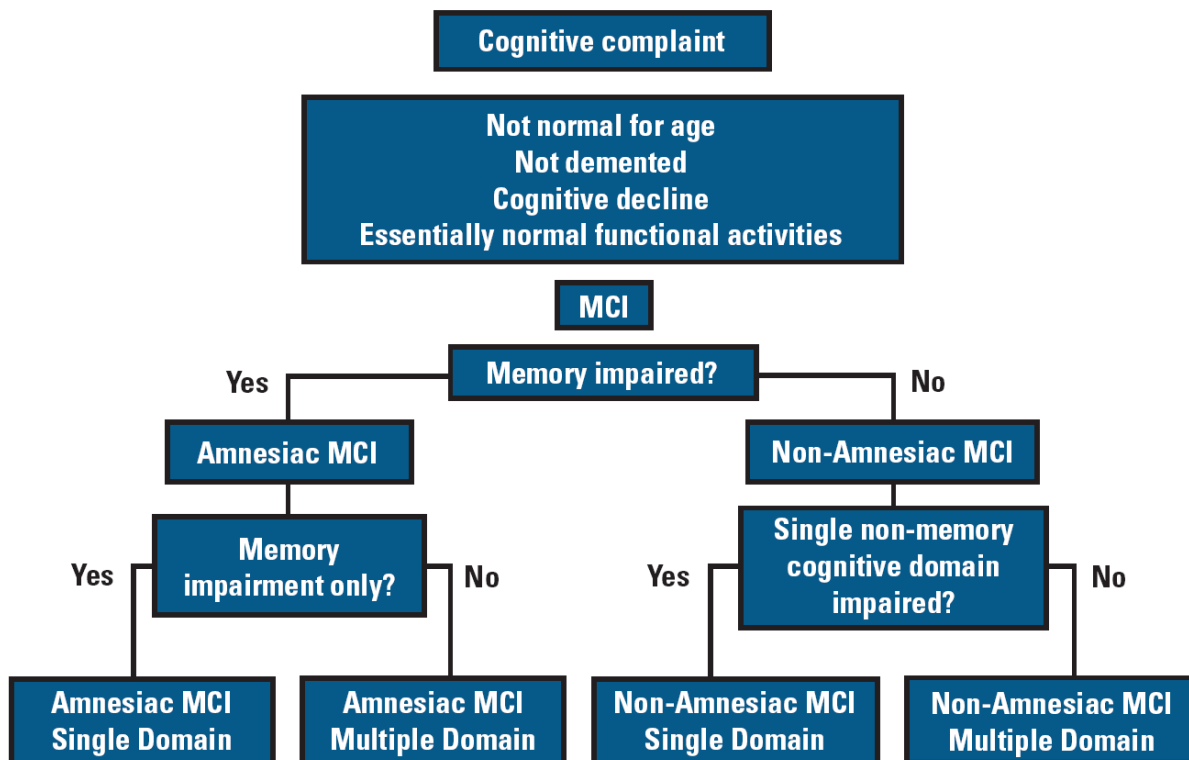 Cognitive complaint
Not normal for age
Not demented
Cognitive decline
Essentially normal functional activities
MCI
Memory impaired?
Yes
No
Amnesiac MCI
Non-Amnesiac MCI
Memory
impairment only?
Yes
No
Single non-memory
cognitive domain
impaired?
Yes
No
Amnesiac MCI
Single Domain
Amnesiac MCI
Multiple Domain
Non-Amnesiac MCI
Single Domain
Non-Amnesiac MCI
Multiple Domain